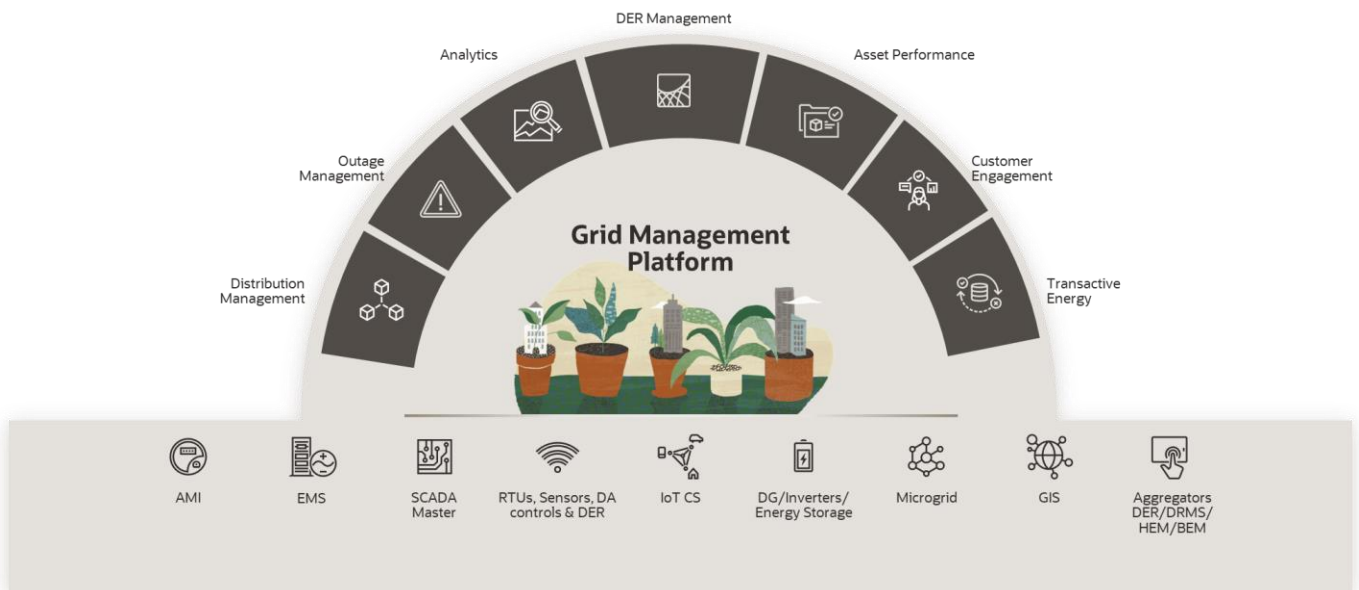 DER Management
Analytics
Asset Performance
Outage
Management
Customer
Engagement
Grid Management
Platform
Distribution
Management
Transactive
Energy
AMI
EMS
SCADA
Master
RTUs, Sensors, DA
controls & DER
IoT CS
DG/Inverters/
Energy Storage
Microgrid
GIS
Aggregators
DER/DRMS/
HEM/BEM